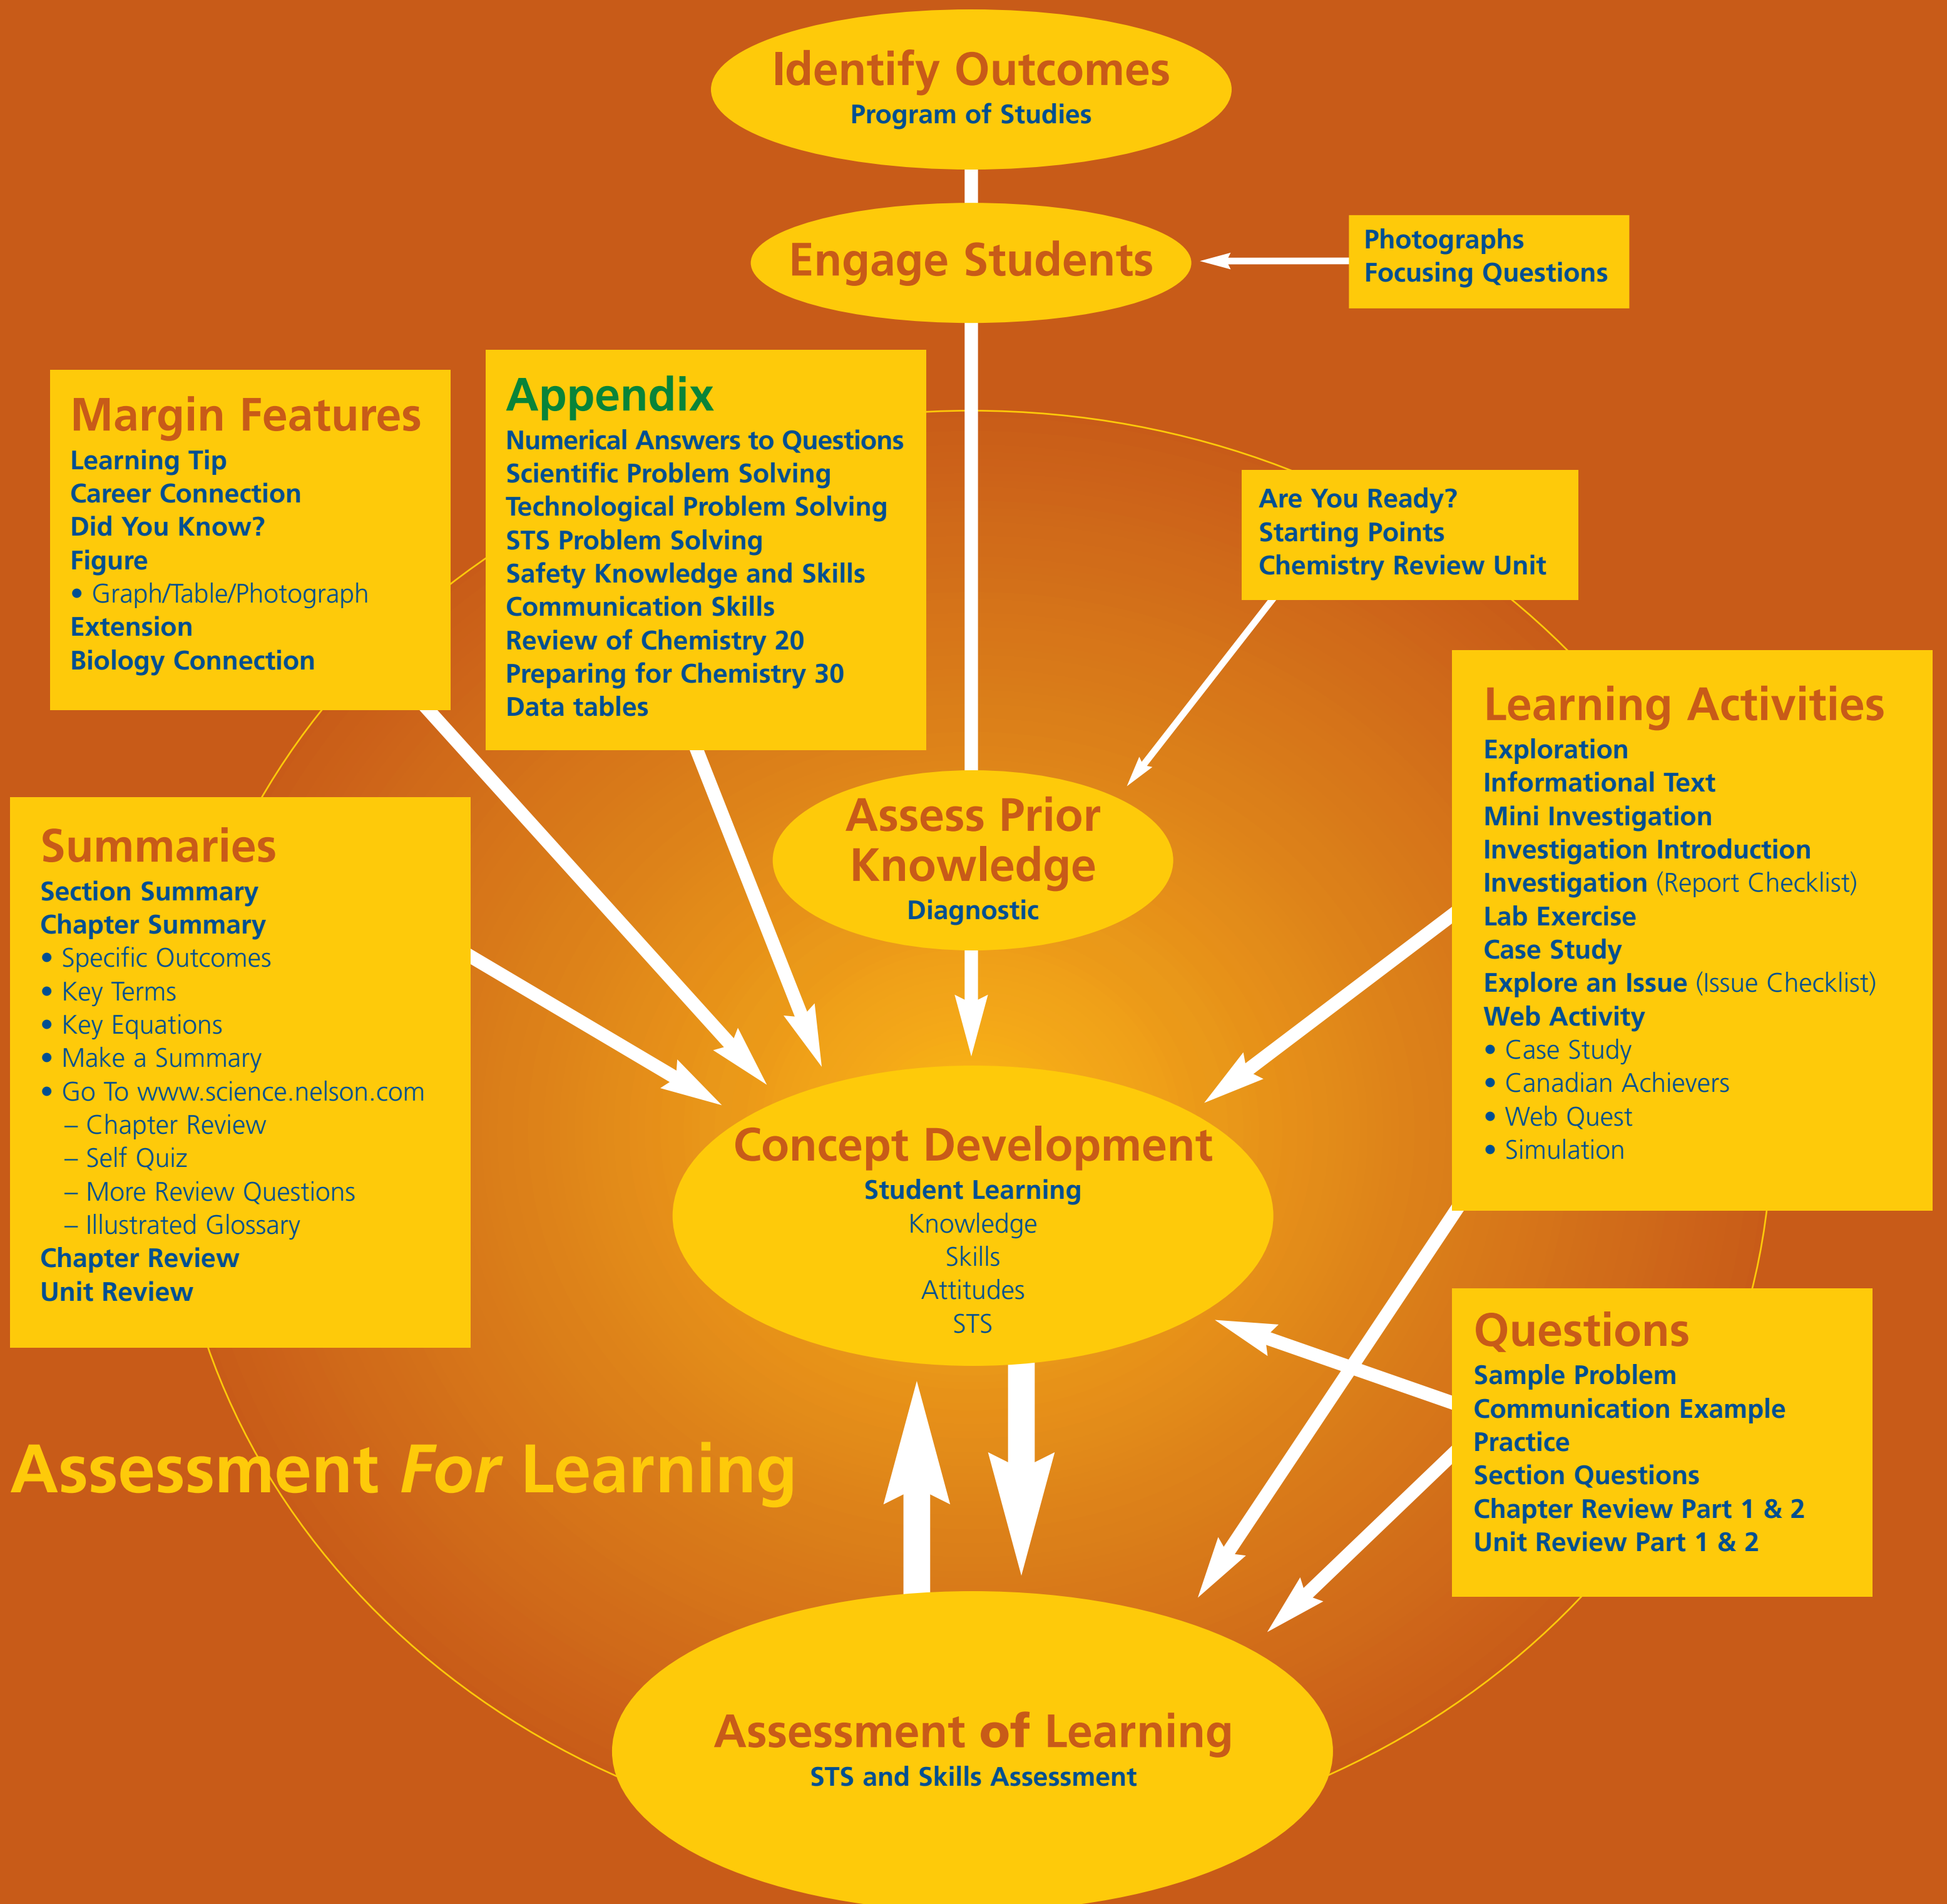 Identify Outcomes
Program of Studies
Engage Students
Photographs
Focusing Questions
Margin Features
Learning Tip
Career Connection
Did You Know?
Figure
• Graph/Table/Photograph
Extension
Biology Connection
Appendix
Numerical Answers to Questions
Scientific Problem Solving
Technological Problem Solving
STS Problem Solving
Safety Knowledge and Skills
Communication Skills
Review of Chemistry 20
Preparing for Chemistry 30
Data tables
Are You Ready?
Starting Points
Chemistry Review Unit
Learning Activities
Exploration
Informational Text
Mini Investigation
Investigation Introduction
Investigation (Report Checklist)
Lab Exercise
Case Study
Explore an Issue (Issue Checklist)
Web Activity
• Case Study
• Canadian Achievers
• Web Quest
• Simulation
Assess Prior
Knowledge
Diagnostic
Summaries
Section Summary
Chapter Summary
• Specific Outcomes
• Key Terms
• Key Equations
• Make a Summary
• Go To www.science.nelson.com
– Chapter Review
– Self Quiz
– More Review Questions
– Illustrated Glossary
Chapter Review
Unit Review
Concept Development
Student Learning
Knowledge
Skills
Attitudes
STS
Questions
Sample Problem
Communication Example
Practice
Section Questions
Chapter Review Part 1 & 2
Unit Review Part 1 & 2
Assessment For Learning
Assessment of Learning
STS and Skills Assessment